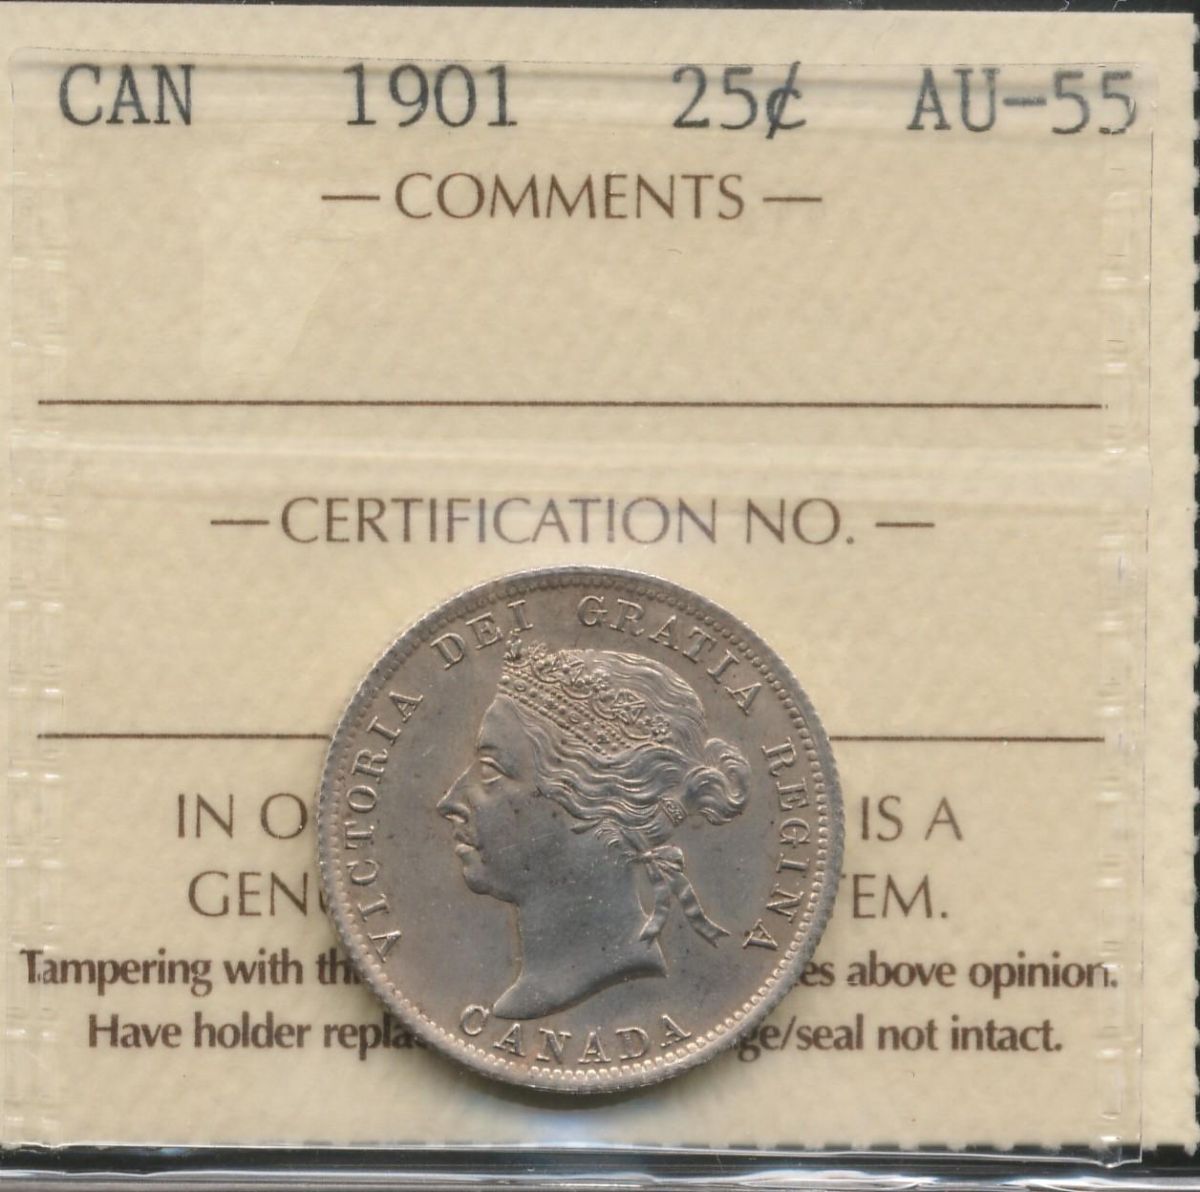 CAN 1901 25¢ AU-55
— COMMENTS —
— CERTIFICATION NO. —
IN O IS A
GENU TEM.
Tampering with th es above opinion.
Have holder repla ge/seal not intact.
VICTORIA DEI GRATIA REGINA
CANADA